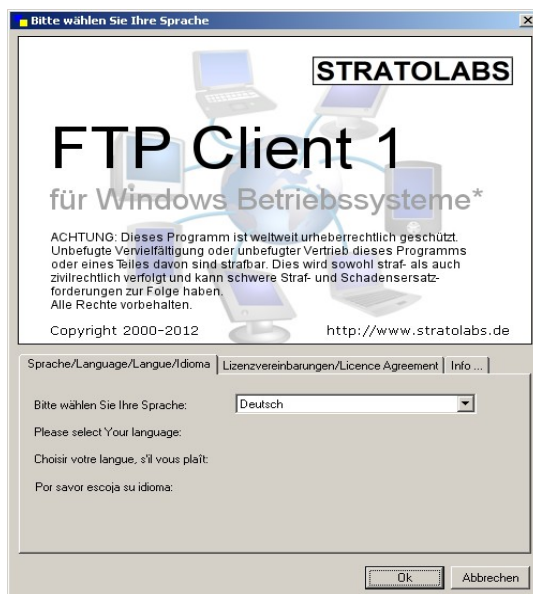 Bitte wählen Sie Ihre Sprache
STRATOLABS
FTP Client 1
für Windows Betriebssysteme*
ACHTUNG: Dieses Programm ist weltweit urheberrechtlich geschützt.
Unbefugte Vervielfältigung oder unbefugter Vertrieb dieses Programms
oder eines Teiles davon sind strafbar. Dies wird sowohl straf- als auch
zivilrechtlich verfolgt und kann schwere Straf- und Schadensersatz-
forderungen zur Folge haben.
Alle Rechte vorbehalten.
Copyright 2000-2012 http://www.stratolabs.de
Sprache/Language/Langue/Idioma Lizenzvereinbarungen/Licence Agreement Info ...
Bitte wählen Sie Ihre Sprache: Deutsch
Please select Your language:
Choisir votre langue, s'il vous plaît:
Por savor escoja su idioma:
Ok Abbrechen